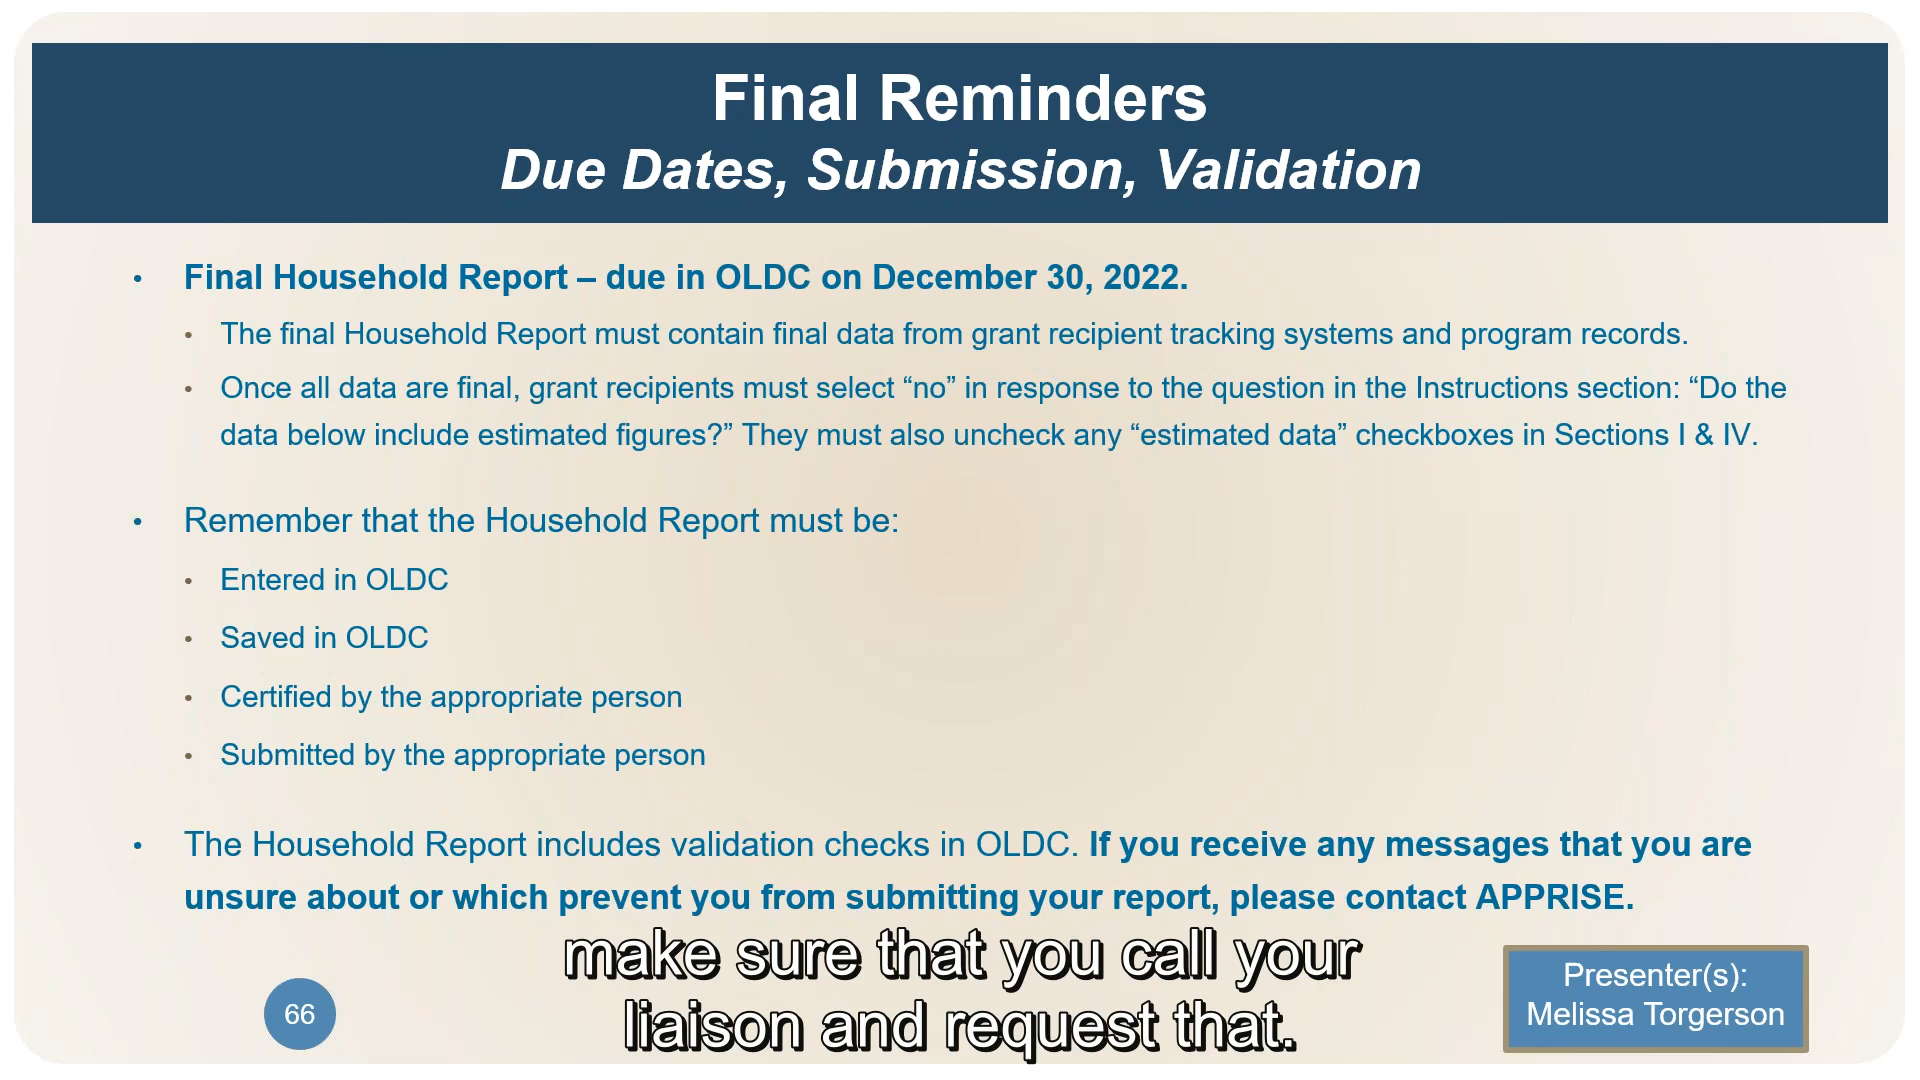 Final Reminders
Due Dates, Submission, Validation
• Final Household Report – due in OLDC on December 30, 2022.
• The final Household Report must contain final data from grant recipient tracking systems and program records.
• Once all data are final, grant recipients must select “no” in response to the question in the Instructions section: “Do the
data below include estimated figures?” They must also uncheck any “estimated data” checkboxes in Sections I & IV.
• Remember that the Household Report must be:
• Entered in OLDC
• Saved in OLDC
• Certified by the appropriate person
• Submitted by the appropriate person
• The Household Report includes validation checks in OLDC. If you receive any messages that you are
unsure about or which prevent you from submitting your report, please contact APPRISE.
make sure that you call your
liaison and request that.
66
Presenter(s):
Melissa Torgerson